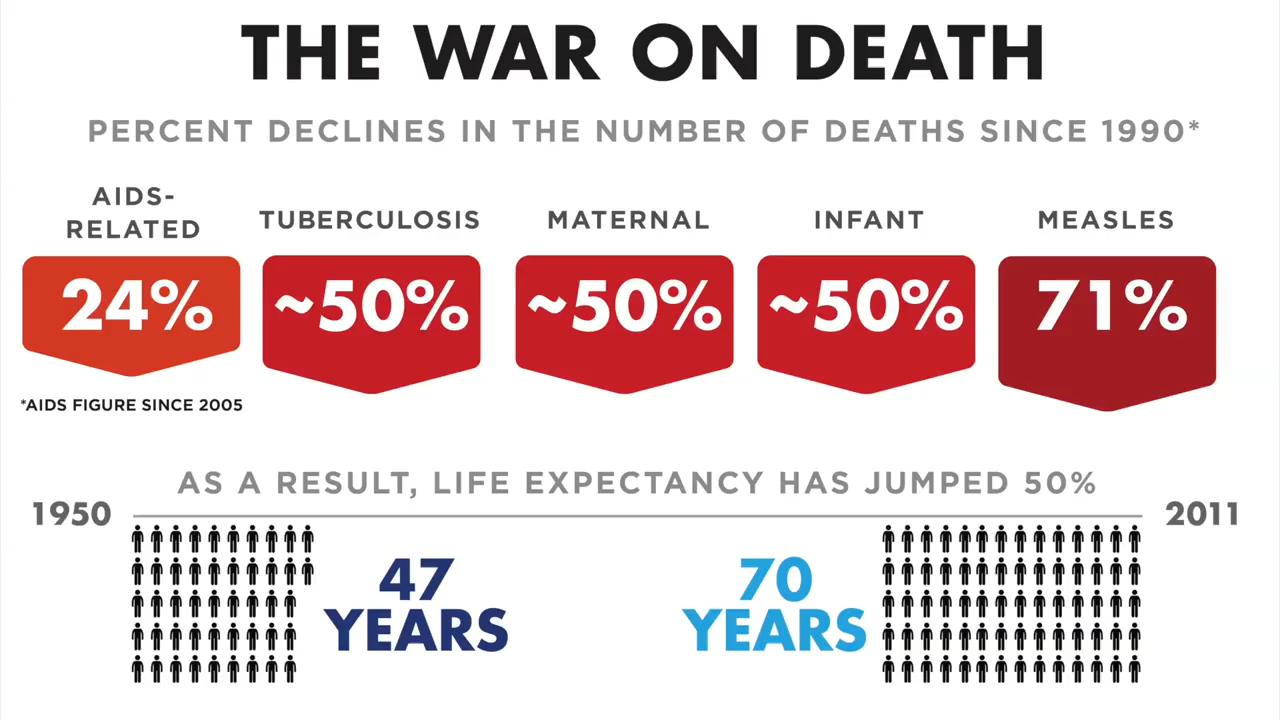 THE WAR ON DEATH
PERCENT DECLINES IN THE NUMBER OF DEATHS SINCE 1990*
AIDS-
RELATED
24%
TUBERCULOSIS
~50%
MATERNAL
~50%
INFANT
~50%
MEASLES
71%
*AIDS FIGURE SINCE 2005
AS A RESULT, LIFE EXPECTANCY HAS JUMPED 50%
1950
2011
47
YEARS
70
YEARS